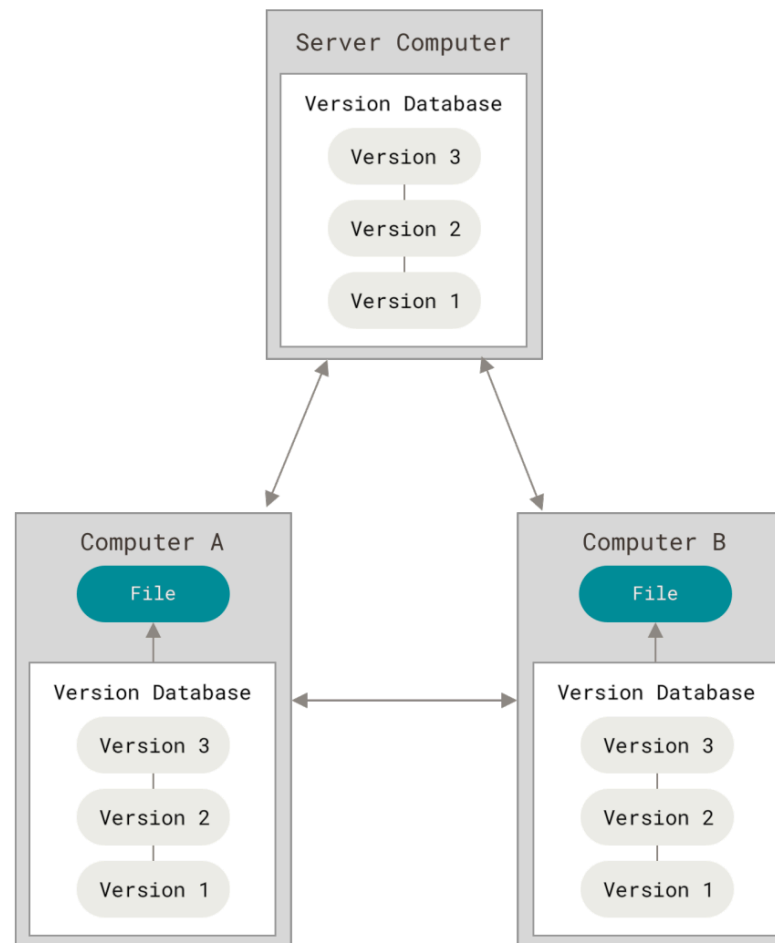 Server Computer
Version Database
Version 3
Version 2
Version 1
Computer A
File
Version Database
Version 3
Version 2
Version 1
Computer B
File
Version Database
Version 3
Version 2
Version 1